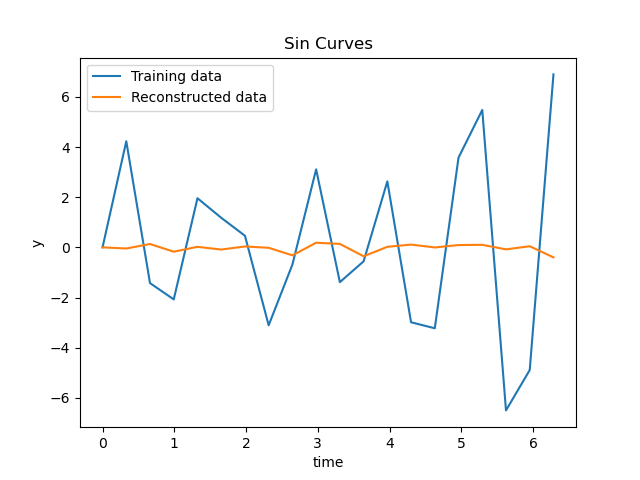 Sin Curves
Training data
Reconstructed data
6
4
2
0
−2
−4
−6
y
0 1 2 3 4 5 6
time